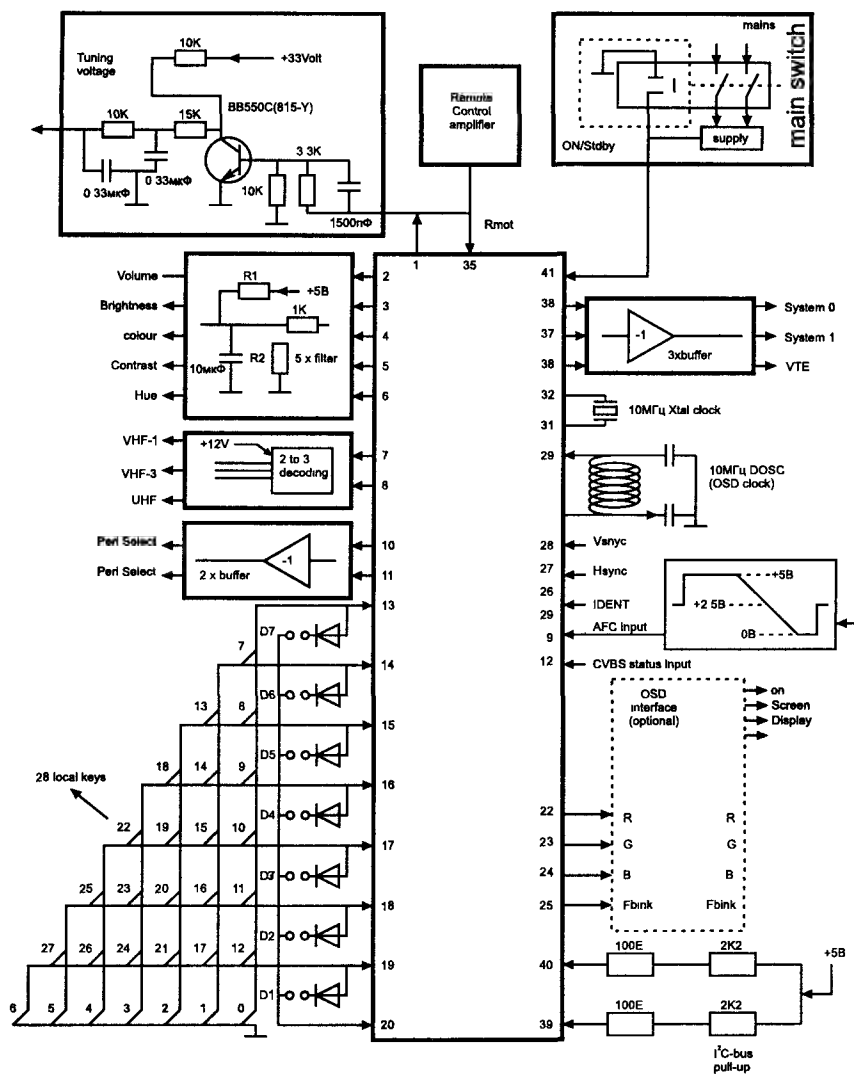 Tuning
voltage
10K
+33Volt
BB550C(815-Y)
10K
15K
0 33мкФ
0 33мкФ
3 3K
10K
1500пФ
Remote
Control
amplifier
Rmot
mains
main switch
supply
ON/Stdby
1
35
41
Volume
Brightness
colour
Contrast
Hue
R1
+5В
1K
10мкФ
R2
5 x filter
2
3
4
5
6
38
37
38
-1
3xbuffer
System 0
System 1
VTE
32
31
10МГц Xtal clock
29
10МГц DOSC
(OSD clock)
VHF-1
VHF-3
UHF
+12V
2 to 3
decoding
7
8
Peri Select
Peri Select
2 x buffer
-1
10
11
28
Vsnyc
27
Hsync
26
IDENT
29
AFC Input
9
12
CVBS status Input
+5В
+2 5В
0В
13
14
15
16
17
18
19
20
D7
D6
D5
D4
D3
D2
D1
28 local keys
7
13
8
18
14
9
22
19
15
10
25
23
20
16
11
27
26
24
21
17
12
6
5
4
3
2
1
0
OSD
interface
(optional)
on
Screen
Display
22
23
24
25
R
G
B
Fbink
R
G
B
Fbink
40
39
100E
2K2
100E
2K2
+5В
I²C-bus
pull-up